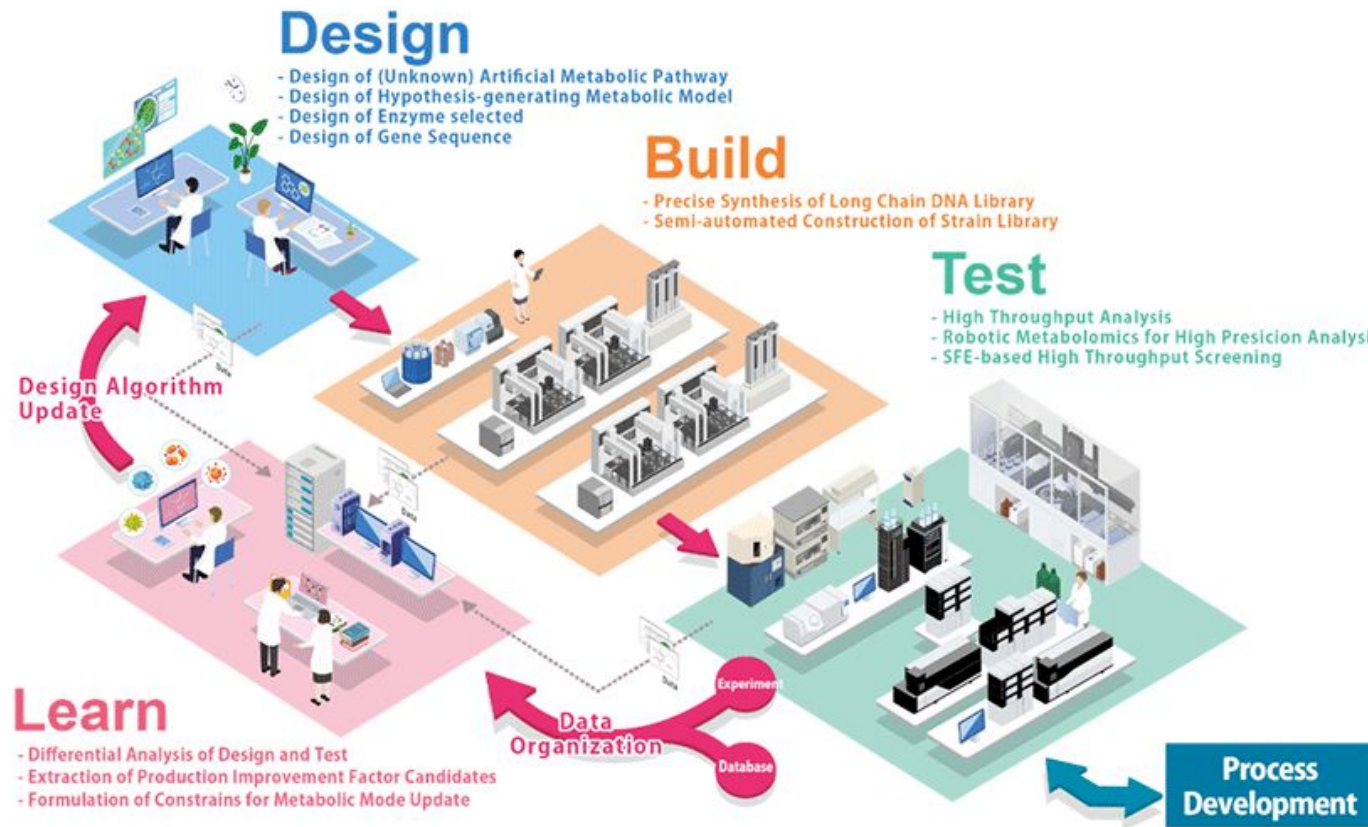 Design
- Design of (Unknown) Artificial Metabolic Pathway
- Design of Hypothesis-generating Metabolic Model
- Design of Enzyme selected
- Design of Gene Sequence
Build
- Precise Synthesis of Long Chain DNA Library
- Semi-automated Construction of Strain Library
Test
- High Throughput Analysis
- Robotic Metabolomics for High Presicion Analysi
- SFE-based High Throughput Screening
Data
Design Algorithm
Update
Data
Data
Experiment
Data
Organization
Database
Learn
- Differential Analysis of Design and Test
- Extraction of Production Improvement Factor Candidates
- Formulation of Constrains for Metabolic Mode Update
Process
Development